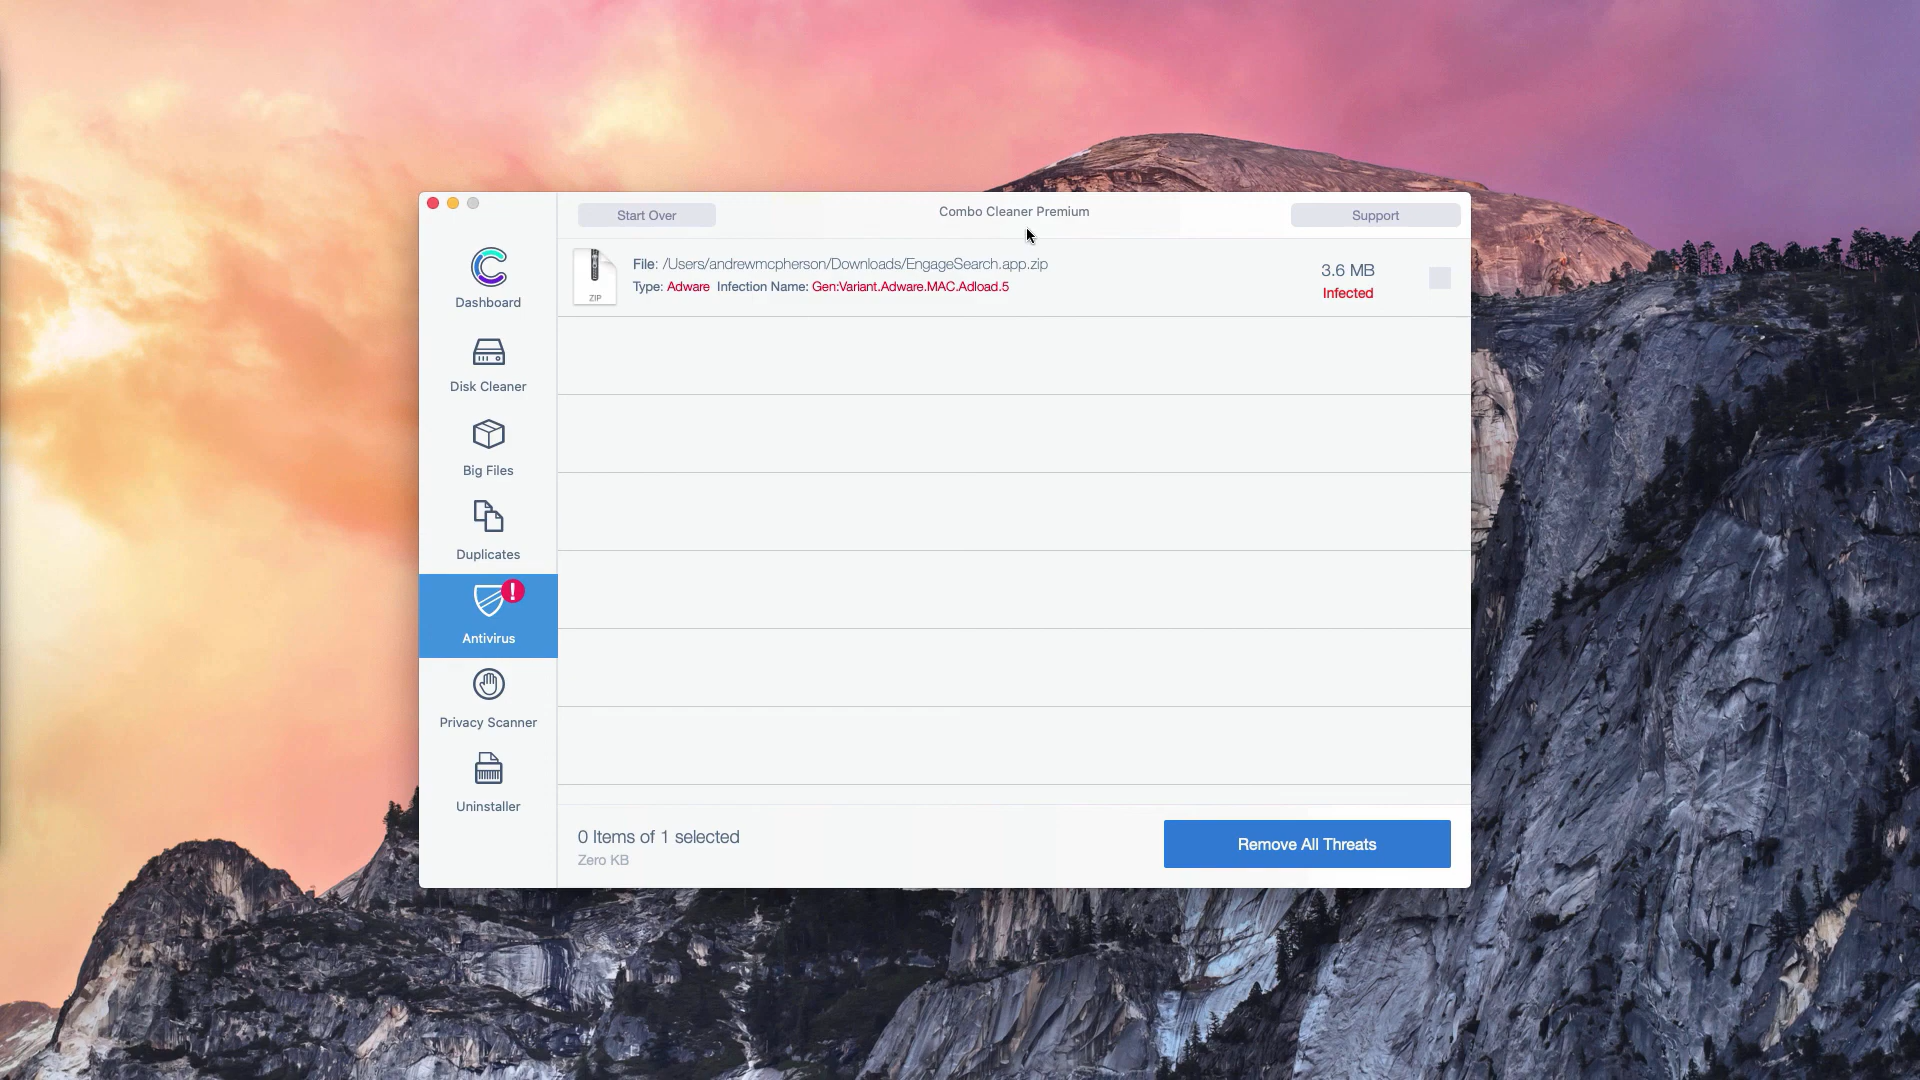 Start Over
Combo Cleaner Premium
Support
Dashboard
Disk Cleaner
Big Files
Duplicates
!
Antivirus
Privacy Scanner
Uninstaller
ZIP
File: /Users/andrewmcpherson/Downloads/EngageSearch.app.zip
Type: Adware Infection Name: Gen:Variant.Adware.MAC.Adload.5
3.6 MB
Infected
0 Items of 1 selected
Zero KB
Remove All Threats